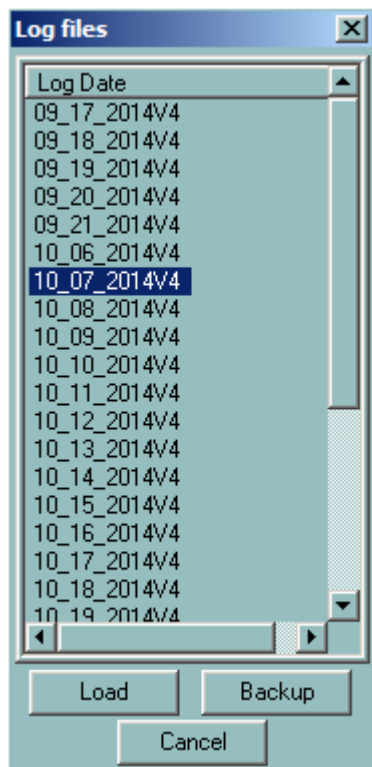 Log files
Log Date
09_17_2014V4
09_18_2014V4
09_19_2014V4
09_20_2014V4
09_21_2014V4
10_06_2014V4
10_07_2014V4
10_08_2014V4
10_09_2014V4
10_10_2014V4
10_11_2014V4
10_12_2014V4
10_13_2014V4
10_14_2014V4
10_15_2014V4
10_16_2014V4
10_17_2014V4
10_18_2014V4
10_19_2014V4
Load Backup
Cancel